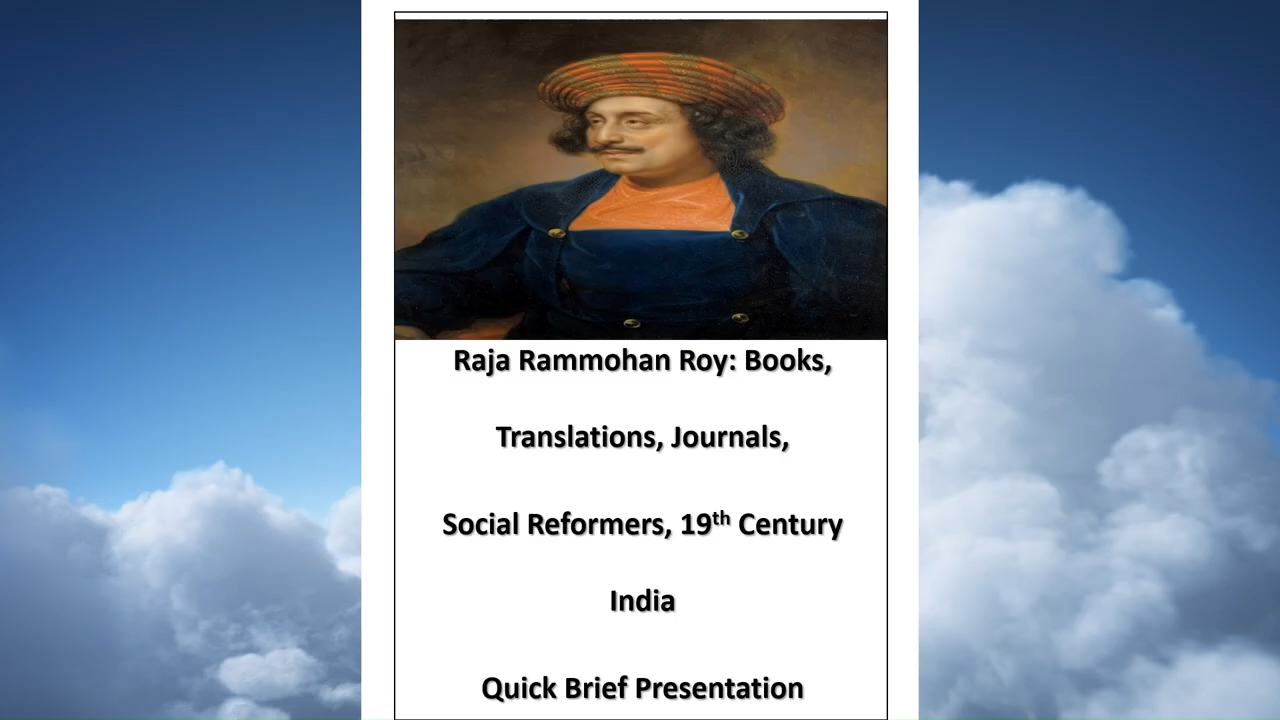 Raja Rammohan Roy: Books,
Translations, Journals,
Social Reformers, 19th Century
India
Quick Brief Presentation